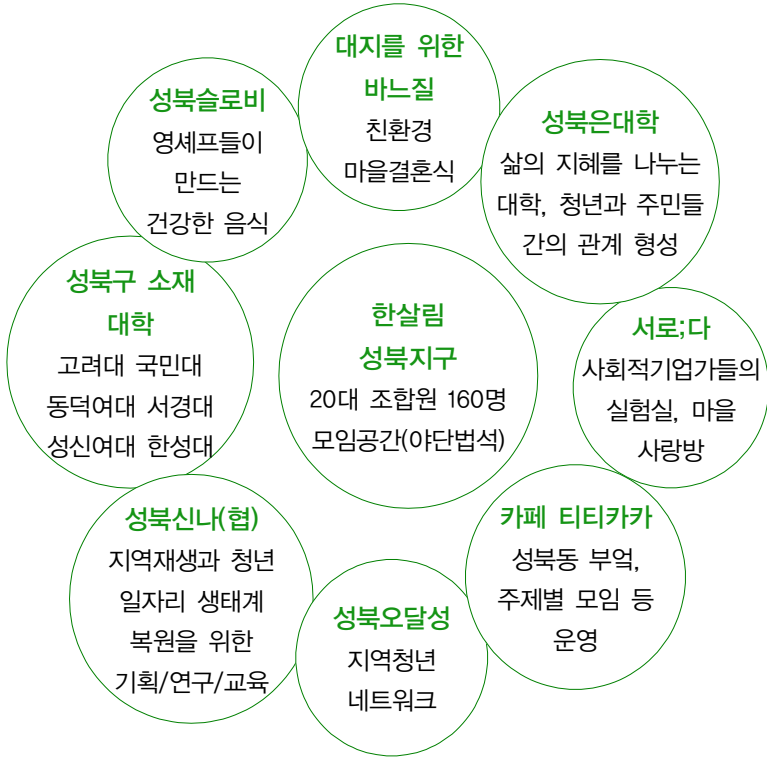 대지를 위한
바느질
친환경
마을결혼식
성북슬로비
영셰프들이
만드는
건강한 음식
성북은대학
삶의 지혜를 나누는
대학, 청년과 주민들
간의 관계 형성
성북구 소재
대학
고려대 국민대
동덕여대 서경대
성신여대 한성대
한살림
성북지구
20대 조합원 160명
모임공간(야단법석)
서로;다
사회적기업가들의
실험실, 마을
사랑방
성북신나(협)
지역재생과 청년
일자리 생태계
복원을 위한
기획/연구/교육
성북오달성
지역청년
네트워크
카페 티티카카
성북동 부엌,
주제별 모임 등
운영